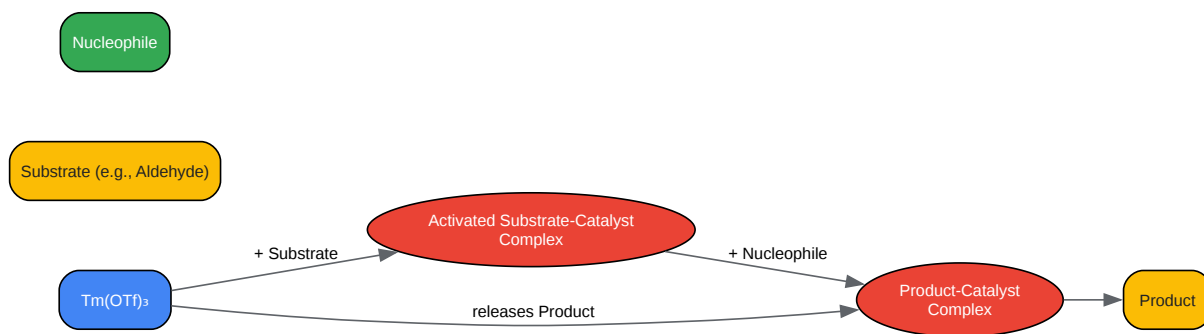 Nucleophile
Substrate (e.g., Aldehyde)
Activated Substrate-Catalyst
Complex
+ Substrate
+ Nucleophile
Tm(OTf)₃
releases Product
Product-Catalyst
Complex
Product